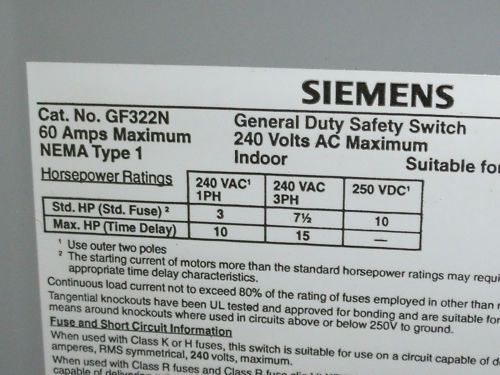 SIEMENS
Cat. No. GF322N General Duty Safety Switch
60 Amps Maximum 240 Volts AC Maximum
NEMA Type 1 Indoor Suitable for
Horsepower Ratings 240 VAC¹ 240 VAC 250 VDC¹
1PH 3PH
Std. HP (Std. Fuse) ² 3 7½ 10
Max. HP (Time Delay) 10 15 —
¹ Use outer two poles
² The starting current of motors more than the standard horsepower ratings may requi
appropriate time delay characteristics.
Continuous load current not to exceed 80% of the rating of fuses employed in other than
Tangential knockouts have been UL tested and approved for bonding and are suitable for
means around knockouts where used in circuits above or below 250V to ground.
Fuse and Short Circuit Information
When used with Class K or H fuses, this switch is suitable for use on a circuit capable of d
amperes, RMS symmetrical, 240 volts, maximum.
When used with Class R fuses and Class R fuse
capable of